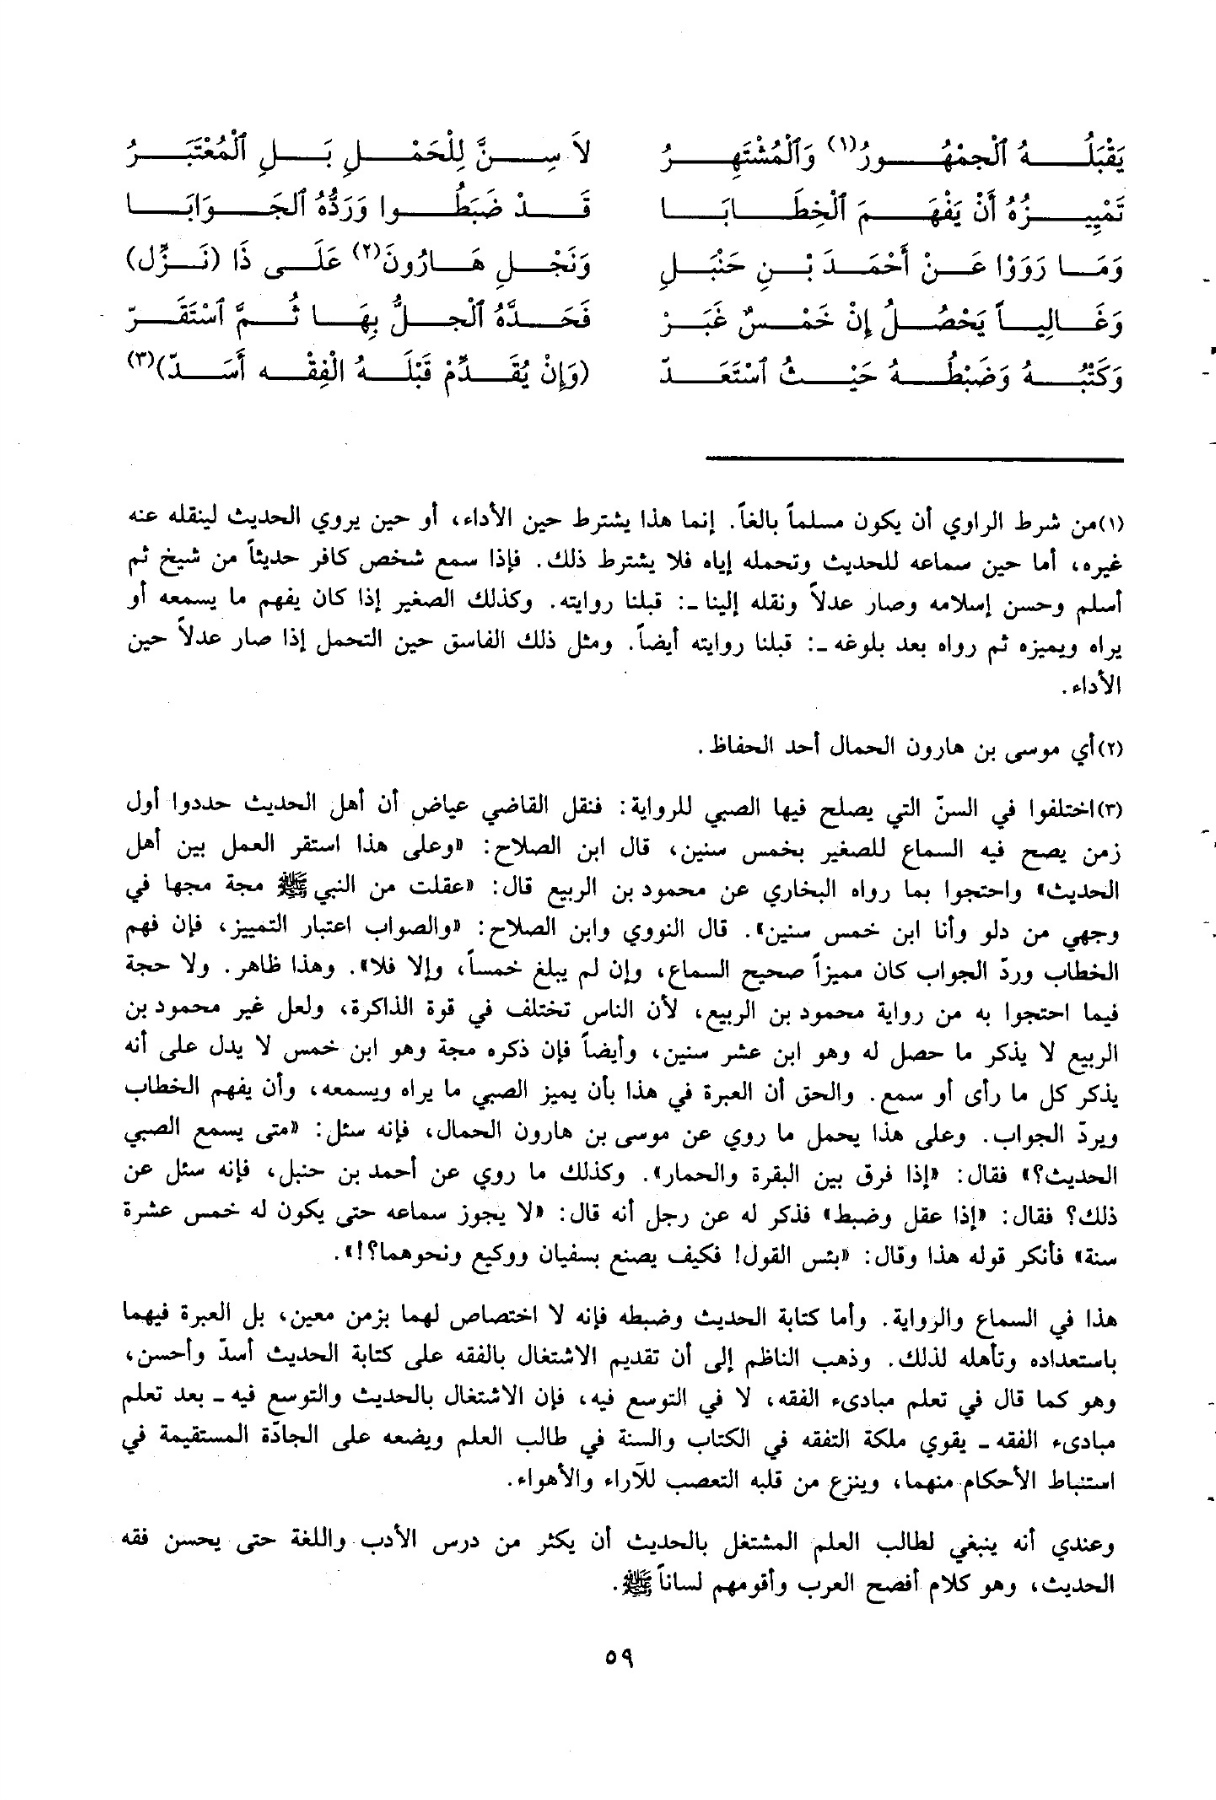 يَقْبَلُهُ ٱلْجُمْهُورُ(١) وَٱلْمُشْتَهِرُ لاَ سِنَّ لِلْحَمْلِ بَلِ ٱلْمُعْتَبَرُ
تَمْيِيزُهُ أَنْ يَفْهَمَ ٱلْخِطَابَا قَدْ ضَبَطُوا وَرَدُّهُ الجَوَابَا
وَمَا رَوَوْا عَنْ أَحْمَدَ بْنِ حَنْبَلِ وَنَجْلِ هَارُونَ(٢) عَلَى ذَا (نَزِّلِ)
وَغَالِباً يَحْصُلُ إِنْ خَمْسٌ غَبَرْ فَحَدُّهُ ٱلْجُلُّ بِهَا ثُمَّ ٱسْتَقَرّ
وَكَتْبُهُ وَضَبْطُهُ حَيْثُ ٱسْتَعَدّ (وَإِنْ يُقَدَّمْ قَبْلَهُ الْفِقْهُ أَسَدّ)(٣)
(١) من شرط الراوي أن يكون مسلماً بالغاً. إنما هذا يشترط حين الأداء، أو حين يروي الحديث لينقله عنه
غيره، أما حين سماعه للحديث وتحمله إياه فلا يشترط ذلك. فإذا سمع شخص كافر حديثاً من شيخ ثم
أسلم وحسن إسلامه وصار عدلاً ونقله إلينا ـ: قبلنا روايته. وكذلك الصغير إذا كان يفهم ما يسمعه أو
يراه ويميزه ثم رواه بعد بلوغه ـ: قبلنا روايته أيضاً. ومثل ذلك الفاسق حين التحمل إذا صار عدلاً حين
الأداء.
(٢) أي موسى بن هارون الحمال أحد الحفاظ.
(٣) اختلفوا في السنّ التي يصلح فيها الصبي للرواية: فنقل القاضي عياض أن أهل الحديث حددوا أول
زمن يصح فيه السماع للصغير بخمس سنين، قال ابن الصلاح: «وعلى هذا استقر العمل بين أهل
الحديث» واحتجوا بما رواه البخاري عن محمود بن الربيع قال: «عقلت من النبي ﷺ مجة مجها في
وجهي من دلو وأنا ابن خمس سنين». قال النووي وابن الصلاح: «والصواب اعتبار التمييز، فإن فهم
الخطاب وردّ الجواب كان مميزاً صحيح السماع، وإن لم يبلغ خمساً، وإلا فلا». وهذا ظاهر. ولا حجة
فيما احتجوا به من رواية محمود بن الربيع، لأن الناس تختلف في قوة الذاكرة، ولعل غير محمود بن
الربيع لا يذكر ما حصل له وهو ابن عشر سنين، وأيضاً فإن ذكره مجة وهو ابن خمس لا يدل على أنه
يذكر كل ما رأى أو سمع. والحق أن العبرة في هذا بأن يميز الصبي ما يراه ويسمعه، وأن يفهم الخطاب
ويردّ الجواب. وعلى هذا يحمل ما روي عن موسى بن هارون الحمال، فإنه سئل: «متى يسمع الصبي
الحديث؟» فقال: «إذا فرق بين البقرة والحمار». وكذلك ما روي عن أحمد بن حنبل، فإنه سئل عن
ذلك؟ فقال: «إذا عقل وضبط» فذكر له عن رجل أنه قال: «لا يجوز سماعه حتى يكون له خمس عشرة
سنة» فأنكر قوله هذا وقال: «بئس القول! فكيف يصنع بسفيان ووكيع ونحوهما؟!».
هذا في السماع والرواية. وأما كتابة الحديث وضبطه فإنه لا اختصاص لهما بزمن معين، بل العبرة فيهما
باستعداده وتأهله لذلك. وذهب الناظم إلى أن تقديم الاشتغال بالفقه على كتابة الحديث أسدّ وأحسن،
وهو كما قال في تعلم مبادىء الفقه، لا في التوسع فيه، فإن الاشتغال بالحديث والتوسع فيه ـ بعد تعلم
مبادىء الفقه ـ يقوي ملكة التفقه في الكتاب والسنة في طالب العلم ويضعه على الجادّة المستقيمة في
استنباط الأحكام منهما، وينزع من قلبه التعصب للآراء والأهواء.
وعندي أنه ينبغي لطالب العلم المشتغل بالحديث أن يكثر من درس الأدب واللغة حتى يحسن فقه
الحديث، وهو كلام أفصح العرب وأقومهم لساناً ﷺ.
٥٩